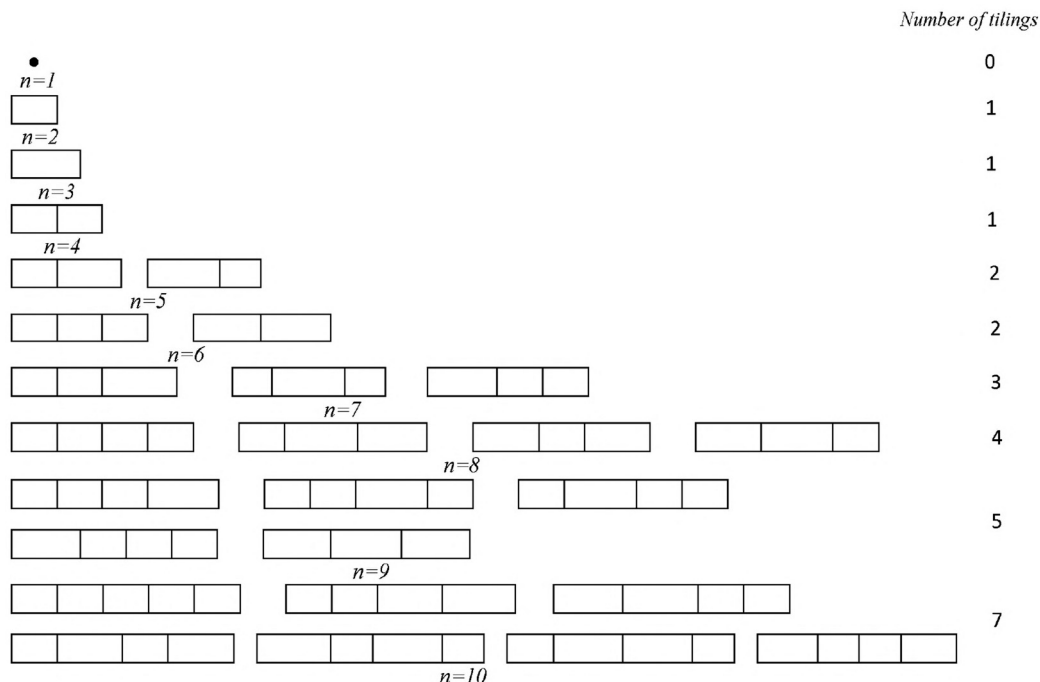 Number of tilings
0
n=1
1
n=2
1
n=3
1
n=4
2
n=5
2
n=6
3
n=7
4
n=8
5
n=9
7
n=10